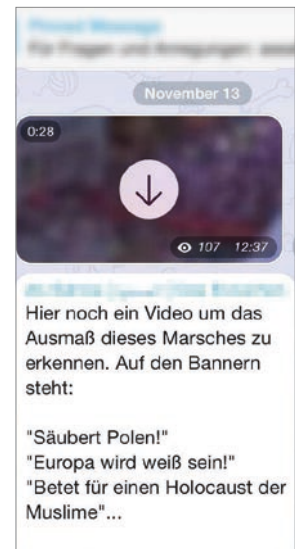 November 13
0:28
107 12:37
Hier noch ein Video um das
Ausmaß dieses Marsches zu
erkennen. Auf den Bannern
steht:
"Säubert Polen!"
"Europa wird weiß sein!"
"Betet für einen Holocaust der
Muslime"...